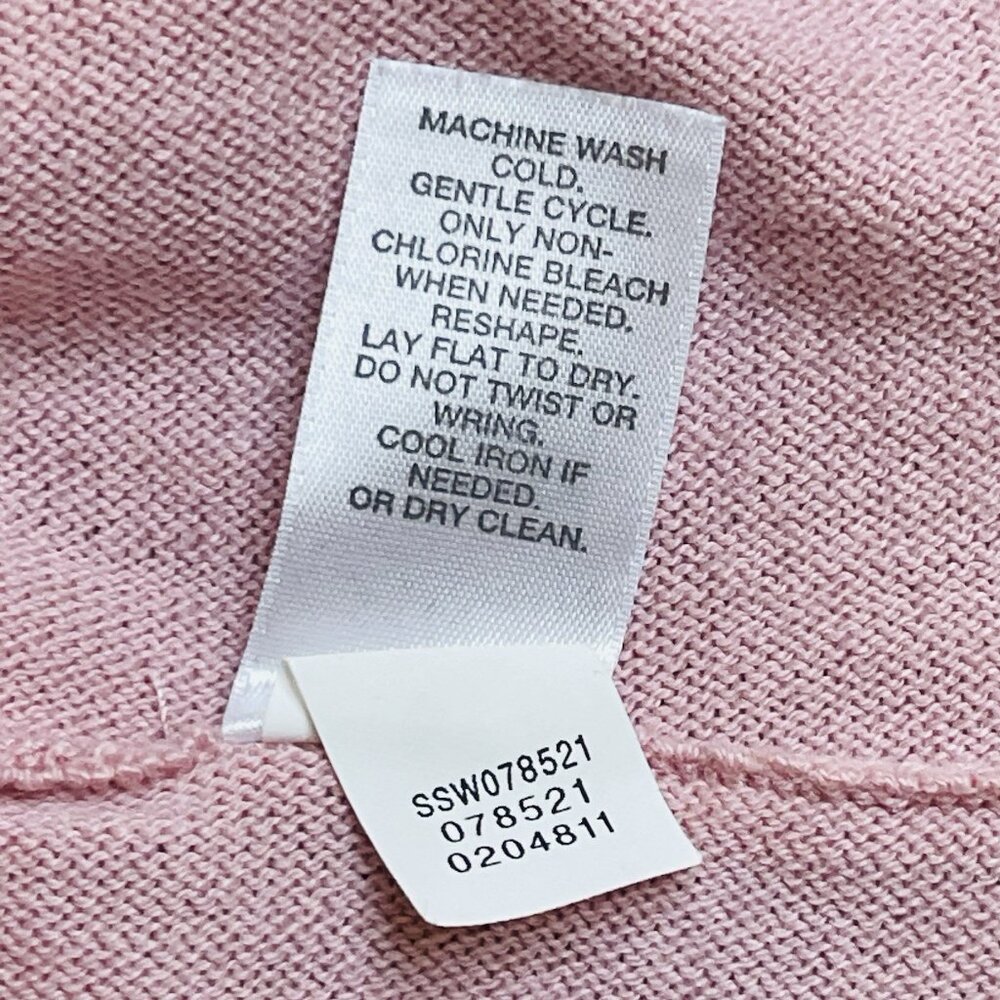 MACHINE WASH
COLD.
GENTLE CYCLE.
ONLY NON-
CHLORINE BLEACH
WHEN NEEDED.
RESHAPE.
LAY FLAT TO DRY.
DO NOT TWIST OR
WRING.
COOL IRON IF
NEEDED.
OR DRY CLEAN.
SSW078521
078521
0204811